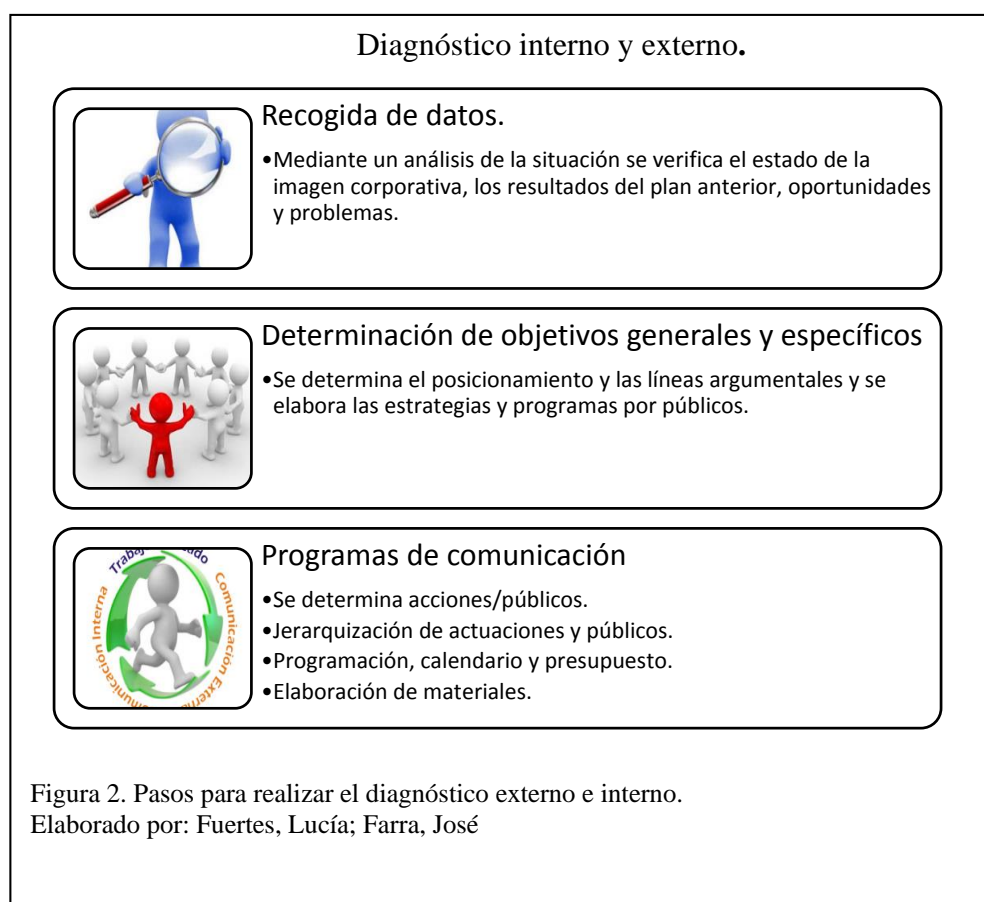 Diagnóstico interno y externo.
Recogida de datos.
•Mediante un análisis de la situación se verifica el estado de la
imagen corporativa, los resultados del plan anterior, oportunidades
y problemas.
Determinación de objetivos generales y específicos
•Se determina el posicionamiento y las líneas argumentales y se
elabora las estrategias y programas por públicos.
Programas de comunicación
•Se determina acciones/públicos.
•Jerarquización de actuaciones y públicos.
•Programación, calendario y presupuesto.
•Elaboración de materiales.
Comunicación Externa
Interna
Figura 2. Pasos para realizar el diagnóstico externo e interno.
Elaborado por: Fuertes, Lucía; Farra, José